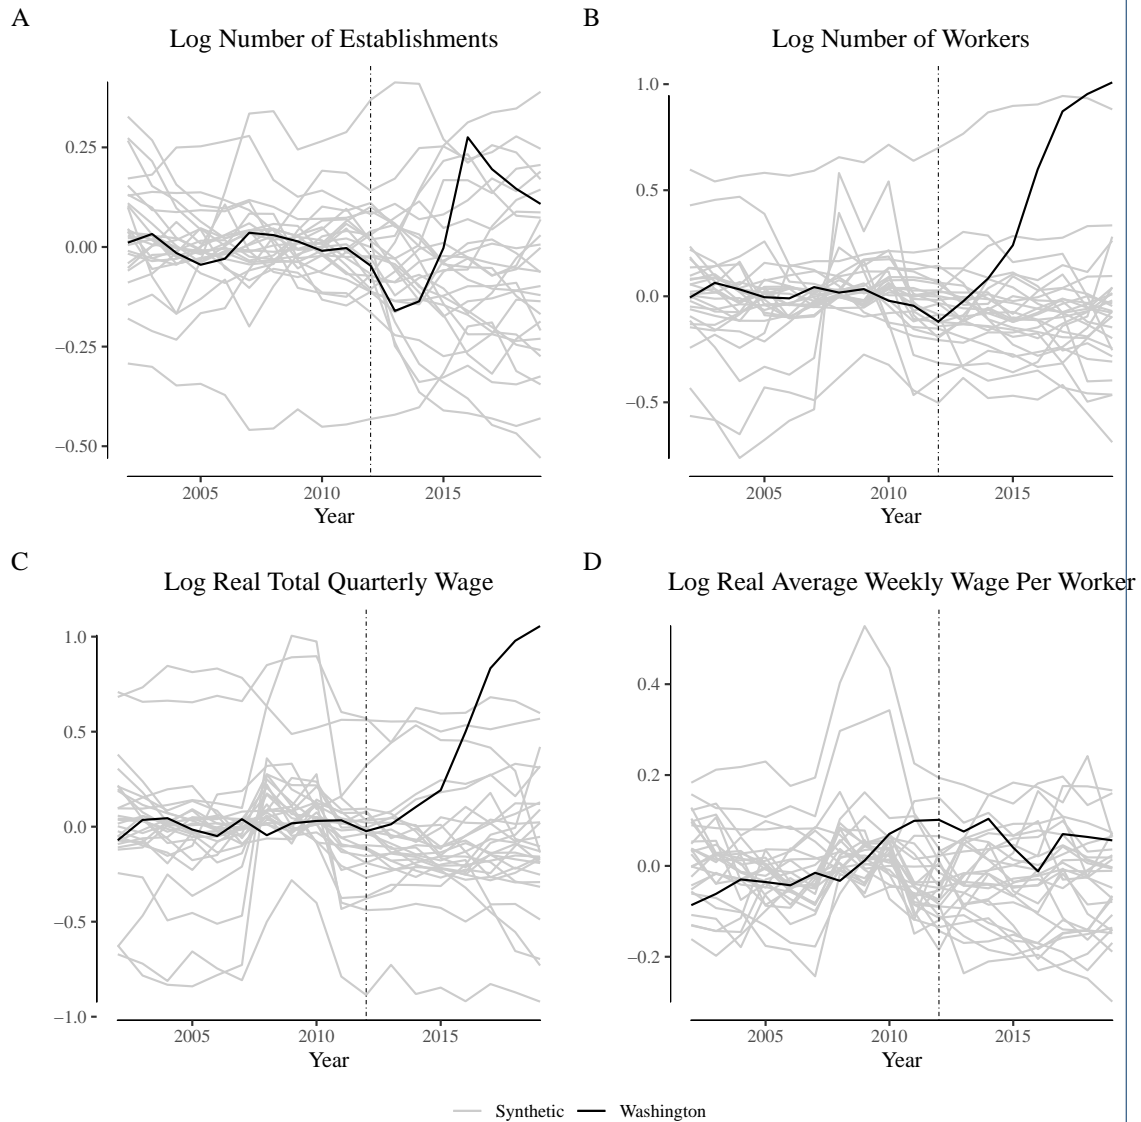 A
Log Number of Establishments
0.25
0.00
−0.25
−0.50
2005 2010 2015
Year
B
Log Number of Workers
1.0
0.5
0.0
−0.5
2005 2010 2015
Year
C
Log Real Total Quarterly Wage
1.0
0.5
0.0
−0.5
−1.0
2005 2010 2015
Year
D
Log Real Average Weekly Wage Per Worker
0.4
0.2
0.0
−0.2
2005 2010 2015
Year
Synthetic Washington